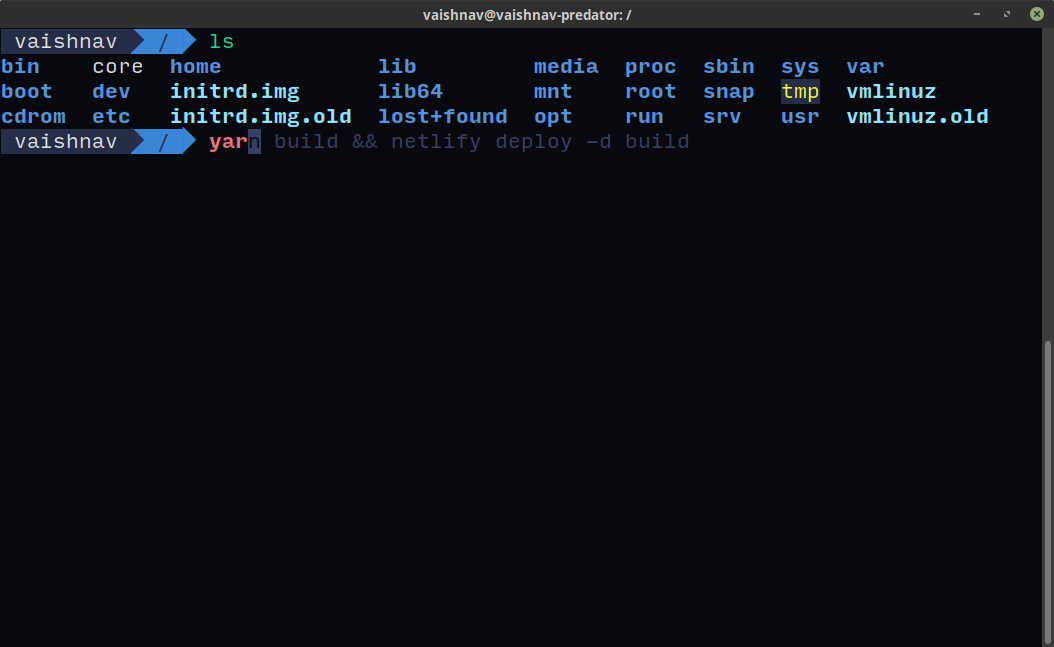 vaishnav@vaishnav-predator: /
vaishnav / ls
bin core home lib media proc sbin sys var
boot dev initrd.img lib64 mnt root snap tmp vmlinuz
cdrom etc initrd.img.old lost+found opt run srv usr vmlinuz.old
vaishnav / yarn build && netlify deploy -d build